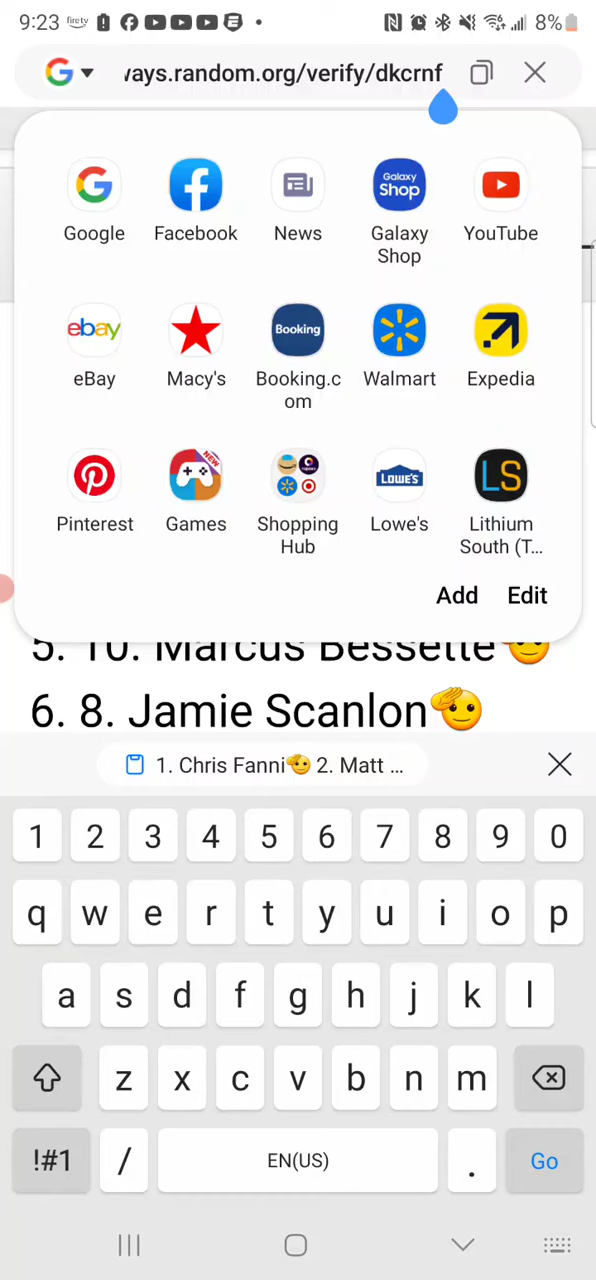 9:23 firety 8%
ways.random.org/verify/dkcrnf
Google Facebook News Galaxy Shop YouTube
Galaxy Shop
eBay Macy's Booking.com Walmart Expedia
ebay Booking
Pinterest Games Shopping Hub Lowe's Lithium South (T...
NEW LOWE'S LS
Add Edit
5. 10. Marcus Bessette🫡
6. 8. Jamie Scanlon🫡
1. Chris Fanni🫡 2. Matt ...
1 2 3 4 5 6 7 8 9 0
q w e r t y u i o p
a s d f g h j k l
z x c v b n m
!#1 / EN(US) . Go